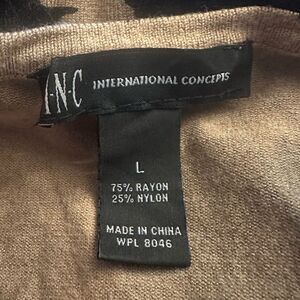 I·N·C INTERNATIONAL CONCEPTS
L
75% RAYON
25% NYLON
MADE IN CHINA
WPL 8046